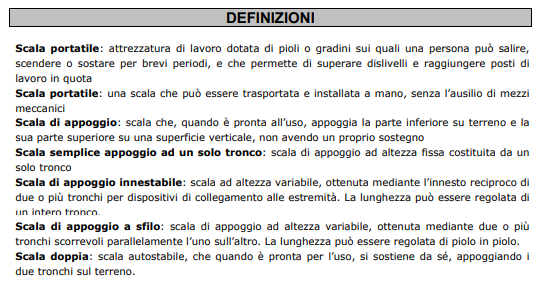 DEFINIZIONI
Scala portatile: attrezzatura di lavoro dotata di pioli o gradini sui quali una persona può salire,
scendere o sostare per brevi periodi, e che permette di superare dislivelli e raggiungere posti di
lavoro in quota
Scala portatile: una scala che può essere trasportata e installata a mano, senza l'ausilio di mezzi
meccanici
Scala di appoggio: scala che, quando è pronta all'uso, appoggia la parte inferiore su terreno e la
sua parte superiore su una superficie verticale, non avendo un proprio sostegno
Scala semplice appoggio ad un solo tronco: scala di appoggio ad altezza fissa costituita da un
solo tronco
Scala di appoggio innestabile: scala ad altezza variabile, ottenuta mediante l'innesto reciproco di
due o più tronchi per dispositivi di collegamento alle estremità. La lunghezza può essere regolata di
un intero tronco.
Scala di appoggio a sfilo: scala di appoggio ad altezza variabile, ottenuta mediante due o più
tronchi scorrevoli parallelamente l'uno sull'altro. La lunghezza può essere regolata di piolo in piolo.
Scala doppia: scala autostabile, che quando è pronta per l'uso, si sostiene da sé, appoggiando i
due tronchi sul terreno.